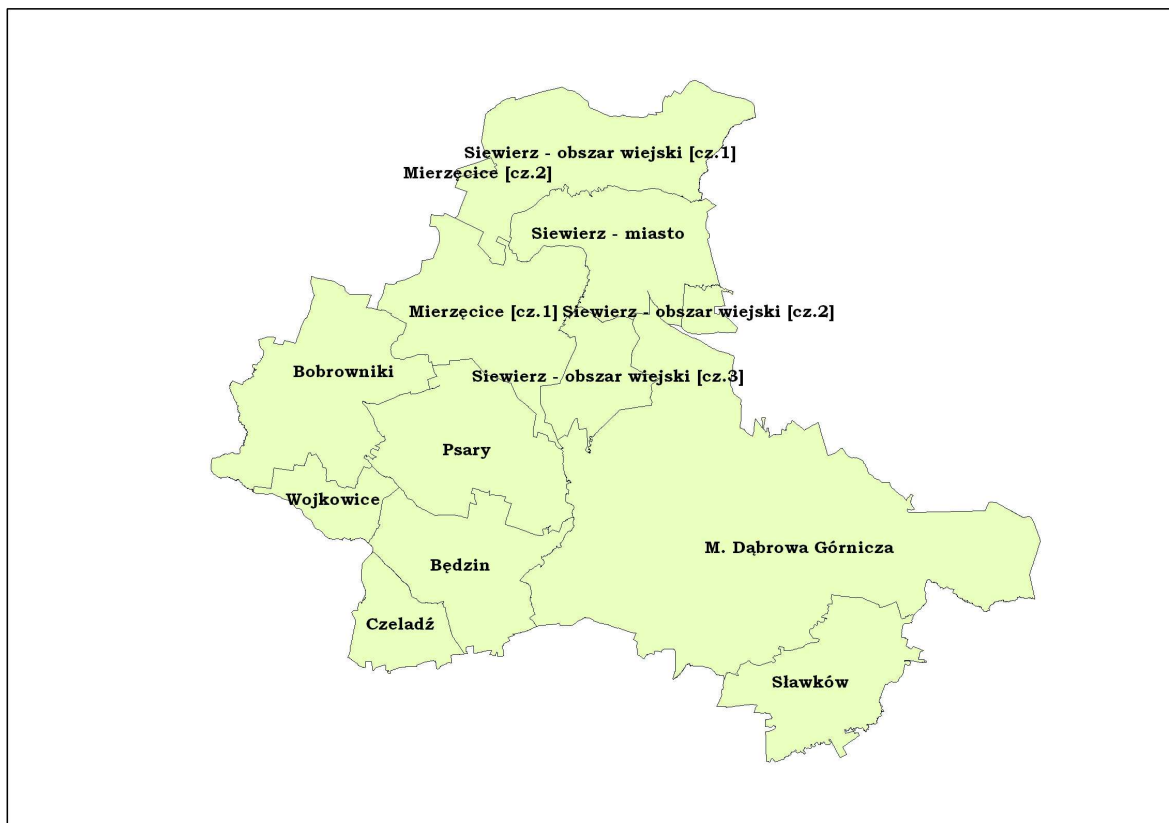 Siewierz - obszar wiejski [cz.1]
Mierzęcice [cz.2]
Siewierz - miasto
Mierzęcice [cz.1]
Siewierz - obszar wiejski [cz.2]
Bobrowniki
Siewierz - obszar wiejski [cz.3]
Psary
Wojkowice
M. Dąbrowa Górnicza
Będzin
Czeladź
Sławków